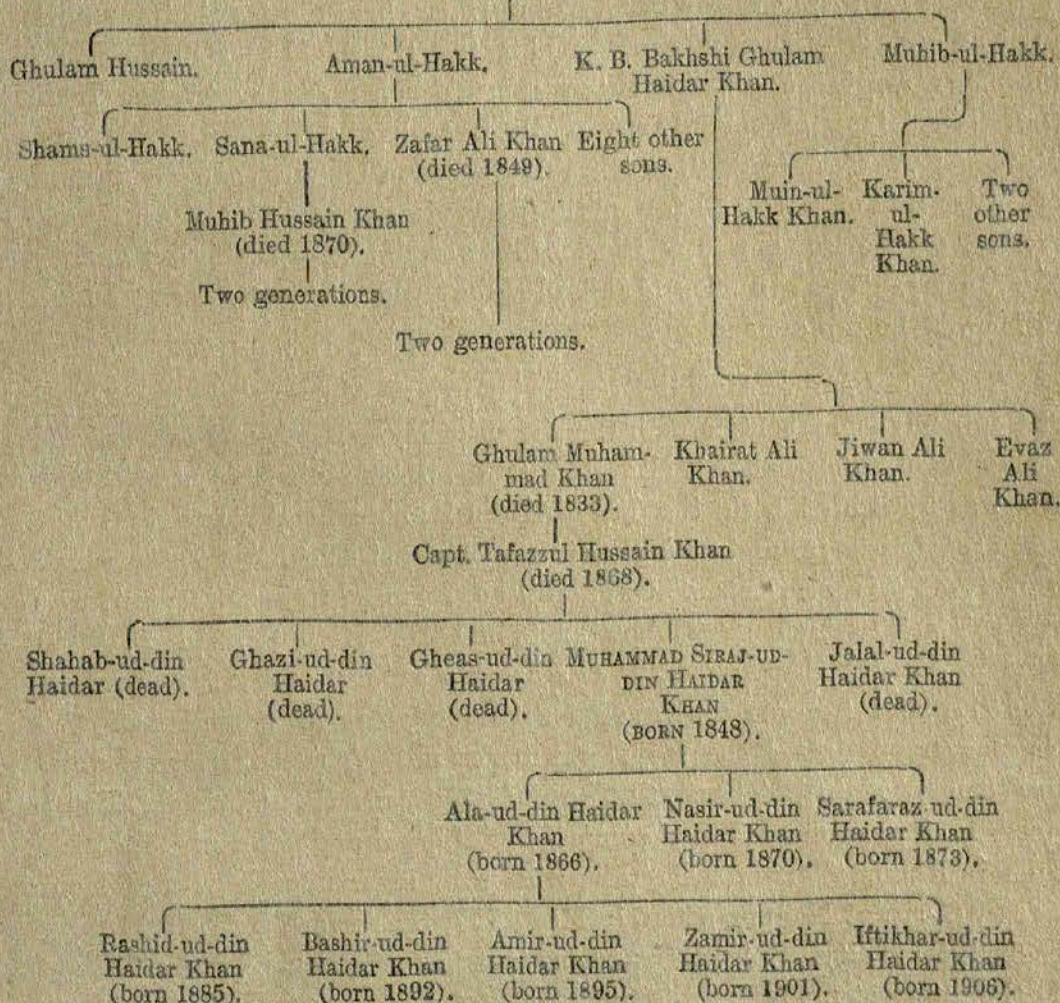 Ghulam Hussain.
Aman-ul-Hakk.
K. B. Bakhshi Ghulam
Haidar Khan.
Muhib-ul-Hakk.
Shams-ul-Hakk.
Sana-ul-Hakk.
Zafar Ali Khan
(died 1849).
Eight other
sons.
Muin-ul-
Hakk Khan.
Karim-
ul-
Hakk
Khan.
Two
other
sons.
Muhib Hussain Khan
(died 1870).
Two generations.
Two generations.
Ghulam Muham-
mad Khan
(died 1833).
Khairat Ali
Khan.
Jiwan Ali
Khan.
Evaz
Ali
Khan.
Capt. Tafazzul Hussain Khan
(died 1868).
Shahab-ud-din
Haidar (dead).
Ghazi-ud-din
Haidar
(dead).
Gheas-ud-din
Haidar
(dead).
MUHAMMAD SIRAJ-UD-
DIN HAIDAR
KHAN
(BORN 1848).
Jalal-ud-din
Haidar Khan
(dead).
Ala-ud-din Haidar
Khan
(born 1866).
Nasir-ud-din
Haidar Khan
(born 1870).
Sarafaraz-ud-din
Haidar Khan
(born 1873).
Rashid-ud-din
Haidar Khan
(born 1885).
Bashir-ud-din
Haidar Khan
(born 1892).
Amir-ud-din
Haidar Khan
(born 1895).
Zamir-ud-din
Haidar Khan
(born 1901).
Iftikhar-ud-din
Haidar Khan
(born 1906).